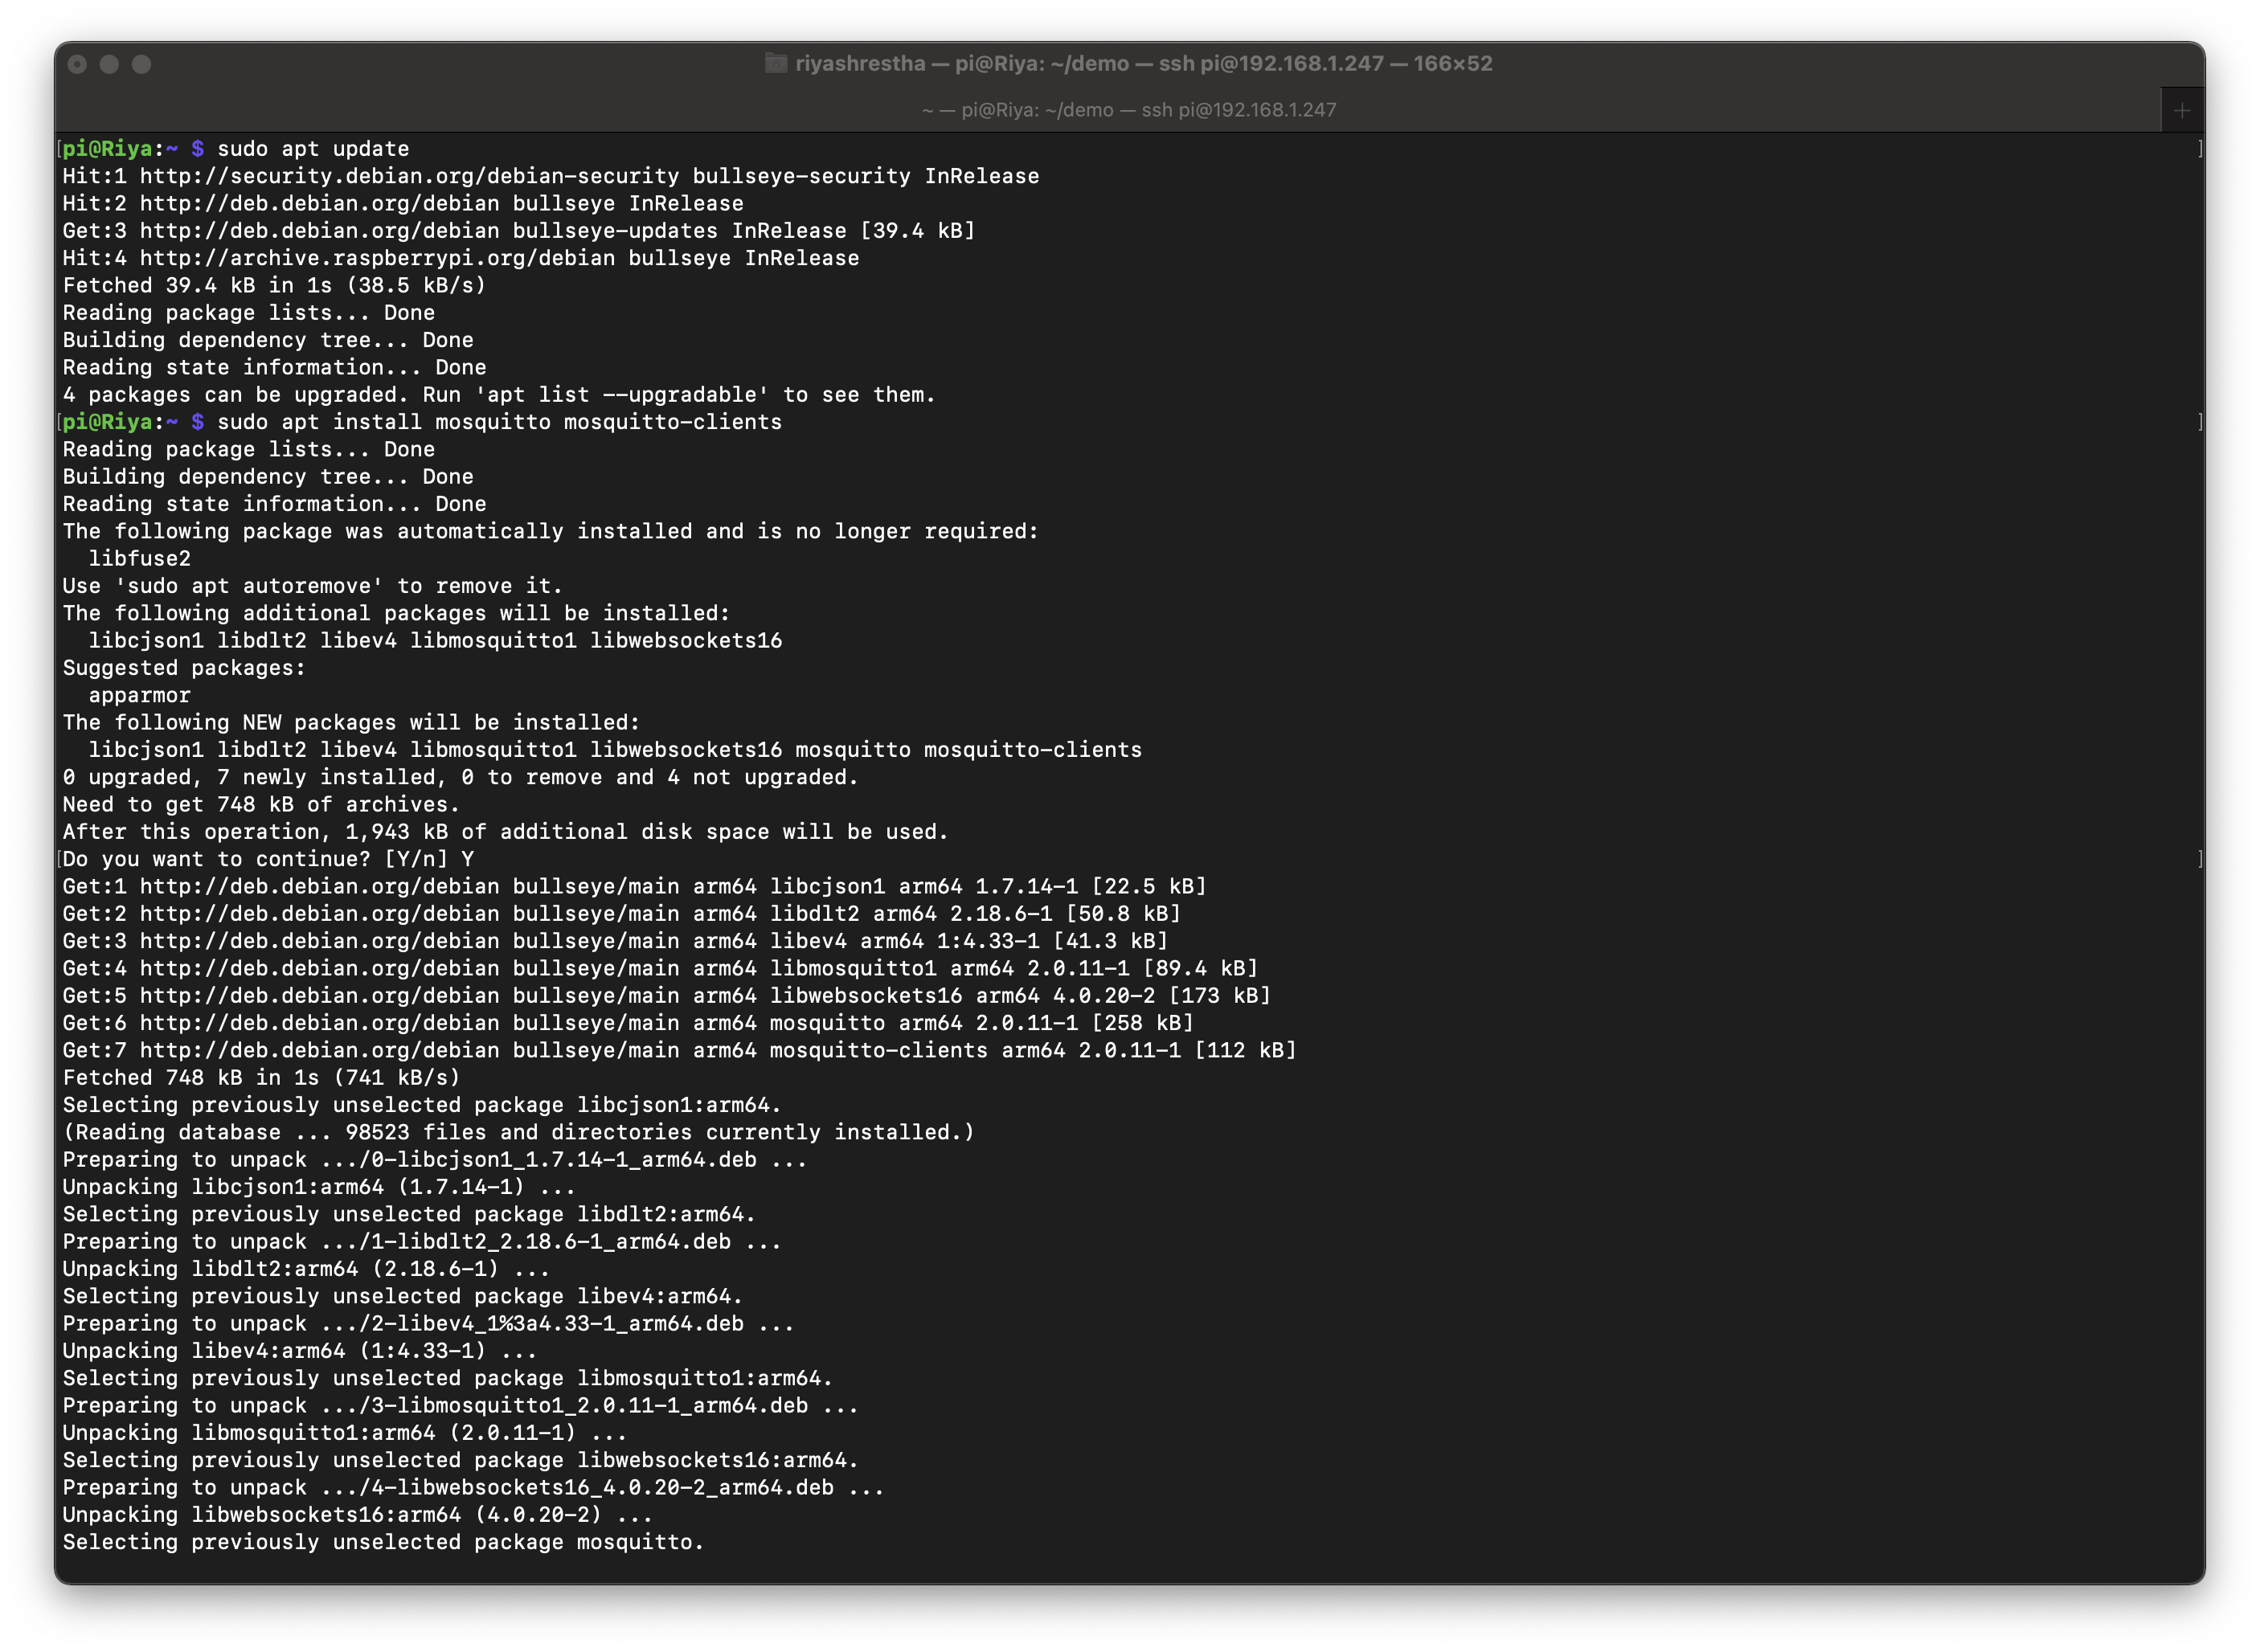 riyashrestha — pi@Riya: ~/demo — ssh pi@192.168.1.247 — 166×52
~ — pi@Riya: ~/demo — ssh pi@192.168.1.247
+
[pi@Riya:~ $ sudo apt update ]
Hit:1 http://security.debian.org/debian-security bullseye-security InRelease
Hit:2 http://deb.debian.org/debian bullseye InRelease
Get:3 http://deb.debian.org/debian bullseye-updates InRelease [39.4 kB]
Hit:4 http://archive.raspberrypi.org/debian bullseye InRelease
Fetched 39.4 kB in 1s (38.5 kB/s)
Reading package lists... Done
Building dependency tree... Done
Reading state information... Done
4 packages can be upgraded. Run 'apt list --upgradable' to see them.
[pi@Riya:~ $ sudo apt install mosquitto mosquitto-clients ]
Reading package lists... Done
Building dependency tree... Done
Reading state information... Done
The following package was automatically installed and is no longer required:
  libfuse2
Use 'sudo apt autoremove' to remove it.
The following additional packages will be installed:
  libcjson1 libdlt2 libev4 libmosquitto1 libwebsockets16
Suggested packages:
  apparmor
The following NEW packages will be installed:
  libcjson1 libdlt2 libev4 libmosquitto1 libwebsockets16 mosquitto mosquitto-clients
0 upgraded, 7 newly installed, 0 to remove and 4 not upgraded.
Need to get 748 kB of archives.
After this operation, 1,943 kB of additional disk space will be used.
[Do you want to continue? [Y/n] Y ]
Get:1 http://deb.debian.org/debian bullseye/main arm64 libcjson1 arm64 1.7.14-1 [22.5 kB]
Get:2 http://deb.debian.org/debian bullseye/main arm64 libdlt2 arm64 2.18.6-1 [50.8 kB]
Get:3 http://deb.debian.org/debian bullseye/main arm64 libev4 arm64 1:4.33-1 [41.3 kB]
Get:4 http://deb.debian.org/debian bullseye/main arm64 libmosquitto1 arm64 2.0.11-1 [89.4 kB]
Get:5 http://deb.debian.org/debian bullseye/main arm64 libwebsockets16 arm64 4.0.20-2 [173 kB]
Get:6 http://deb.debian.org/debian bullseye/main arm64 mosquitto arm64 2.0.11-1 [258 kB]
Get:7 http://deb.debian.org/debian bullseye/main arm64 mosquitto-clients arm64 2.0.11-1 [112 kB]
Fetched 748 kB in 1s (741 kB/s)
Selecting previously unselected package libcjson1:arm64.
(Reading database ... 98523 files and directories currently installed.)
Preparing to unpack .../0-libcjson1_1.7.14-1_arm64.deb ...
Unpacking libcjson1:arm64 (1.7.14-1) ...
Selecting previously unselected package libdlt2:arm64.
Preparing to unpack .../1-libdlt2_2.18.6-1_arm64.deb ...
Unpacking libdlt2:arm64 (2.18.6-1) ...
Selecting previously unselected package libev4:arm64.
Preparing to unpack .../2-libev4_1%3a4.33-1_arm64.deb ...
Unpacking libev4:arm64 (1:4.33-1) ...
Selecting previously unselected package libmosquitto1:arm64.
Preparing to unpack .../3-libmosquitto1_2.0.11-1_arm64.deb ...
Unpacking libmosquitto1:arm64 (2.0.11-1) ...
Selecting previously unselected package libwebsockets16:arm64.
Preparing to unpack .../4-libwebsockets16_4.0.20-2_arm64.deb ...
Unpacking libwebsockets16:arm64 (4.0.20-2) ...
Selecting previously unselected package mosquitto.